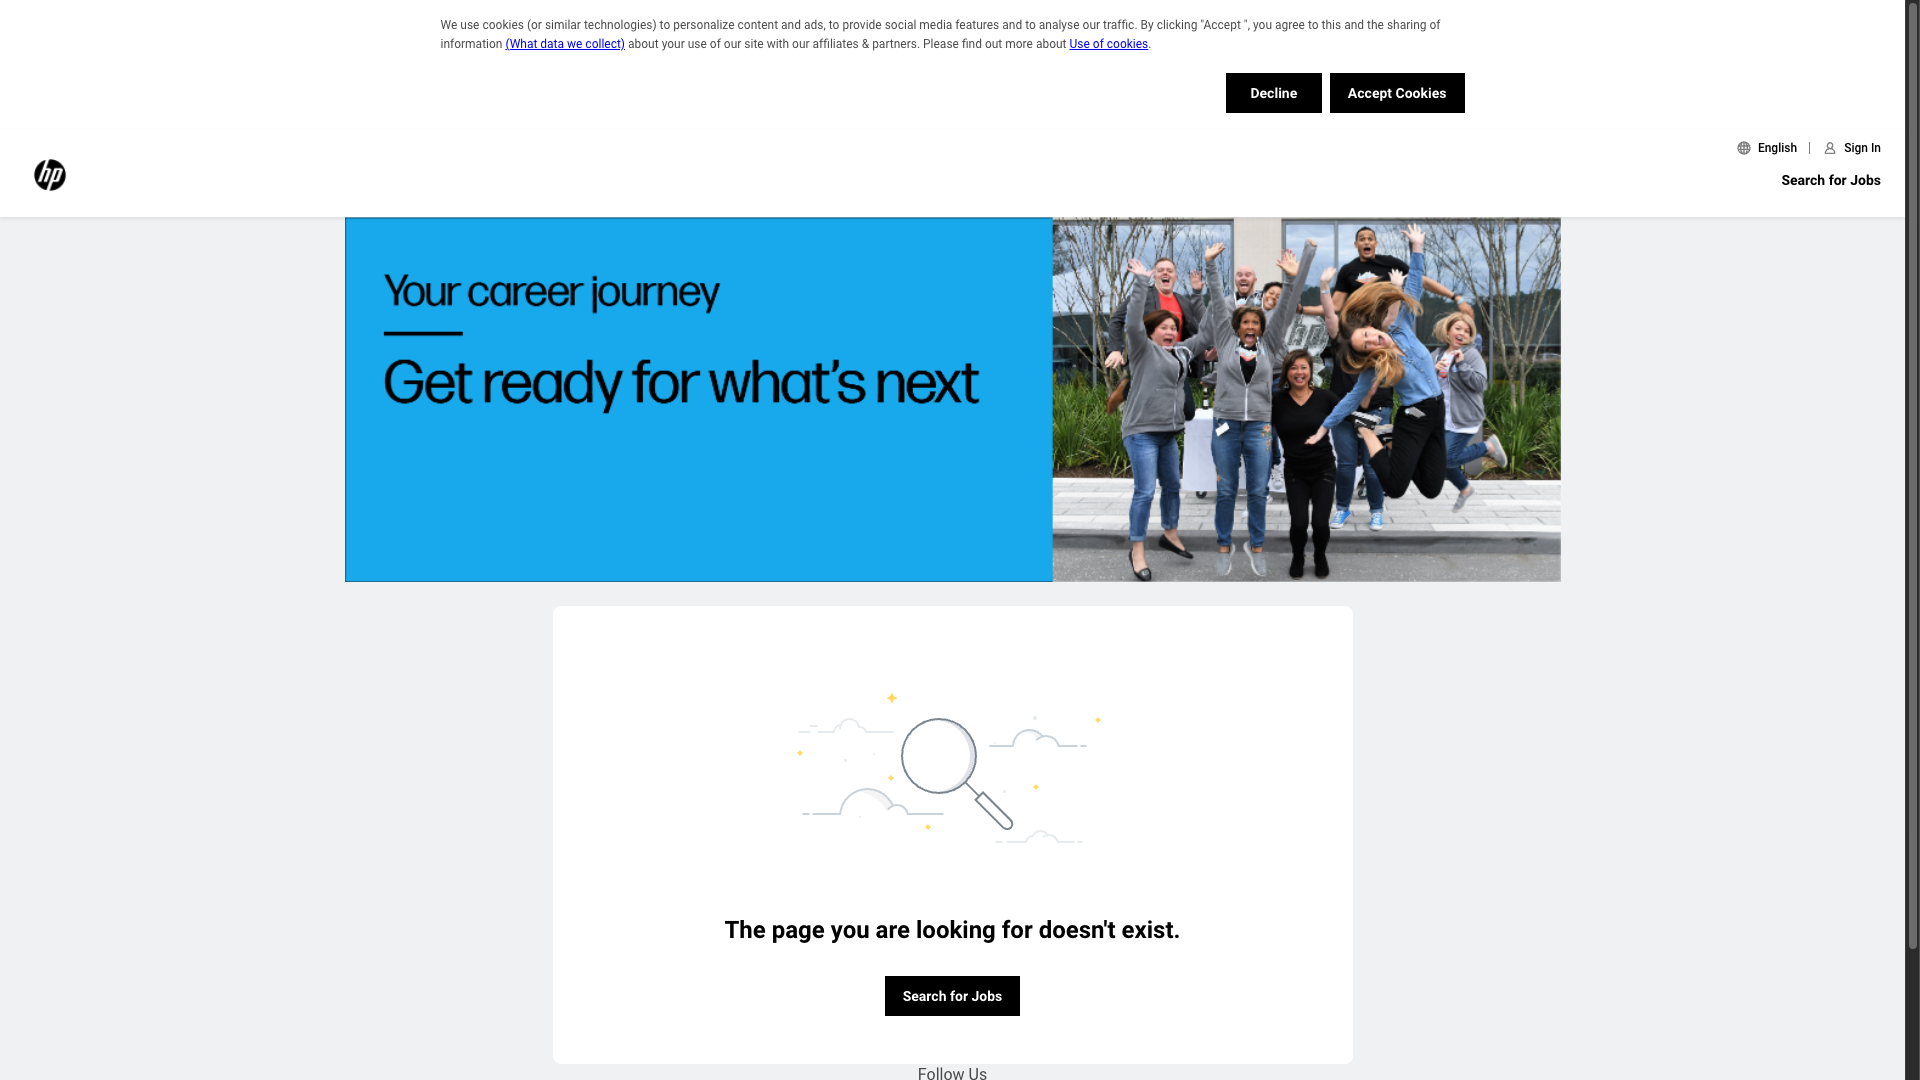 We use cookies (or similar technologies) to personalize content and ads, to provide social media features and to analyse our traffic. By clicking "Accept ", you agree to this and the sharing of
information (What data we collect) about your use of our site with our affiliates & partners. Please find out more about Use of cookies.
Decline
Accept Cookies
English
Sign In
hp
Search for Jobs
Your career journey
Get ready for what's next
hp
The page you are looking for doesn't exist.
Search for Jobs
Follow Us